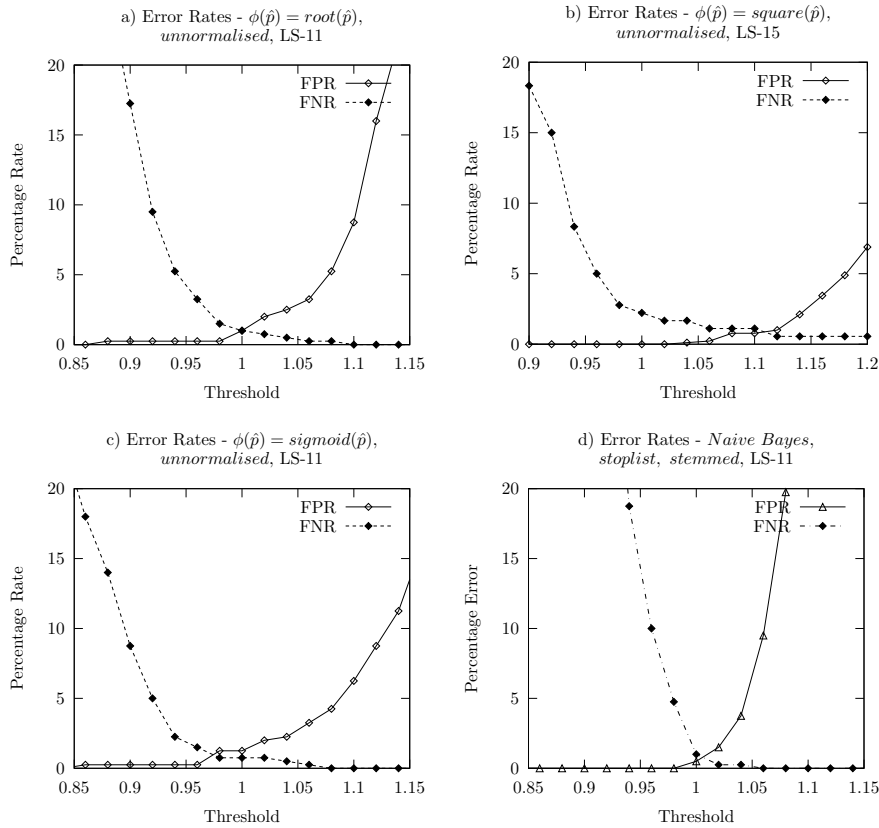 a) Error Rates - ϕ(p̂) = root(p̂),
unnormalised, LS-11
20
15
10
5
0
Percentage Rate
FPR
FNR
0.85 0.9 0.95 1 1.05 1.1 1.15
Threshold
b) Error Rates - ϕ(p̂) = square(p̂),
unnormalised, LS-15
20
15
10
5
0
Percentage Rate
FPR
FNR
0.9 0.95 1 1.05 1.1 1.15 1.2
Threshold
c) Error Rates - ϕ(p̂) = sigmoid(p̂),
unnormalised, LS-11
20
15
10
5
0
Percentage Rate
FPR
FNR
0.85 0.9 0.95 1 1.05 1.1 1.15
Threshold
d) Error Rates - Naive Bayes,
stoplist, stemmed, LS-11
20
15
10
5
0
Percentage Error
FPR
FNR
0.85 0.9 0.95 1 1.05 1.1 1.15
Threshold